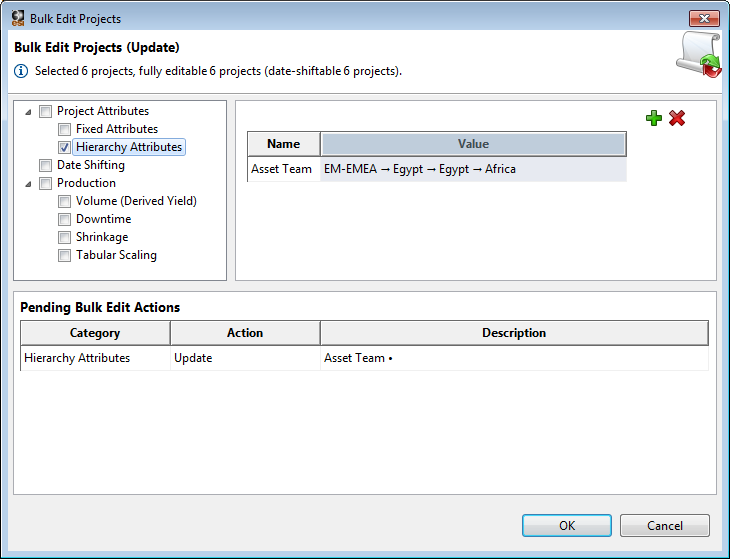 esi Bulk Edit Projects
Bulk Edit Projects (Update)
Selected 6 projects, fully editable 6 projects (date-shiftable 6 projects).
Project Attributes
Fixed Attributes
Hierarchy Attributes
Date Shifting
Production
Volume (Derived Yield)
Downtime
Shrinkage
Tabular Scaling
Name Value
Asset Team EM-EMEA → Egypt → Egypt → Africa
Pending Bulk Edit Actions
Category Action Description
Hierarchy Attributes Update Asset Team •
OK Cancel